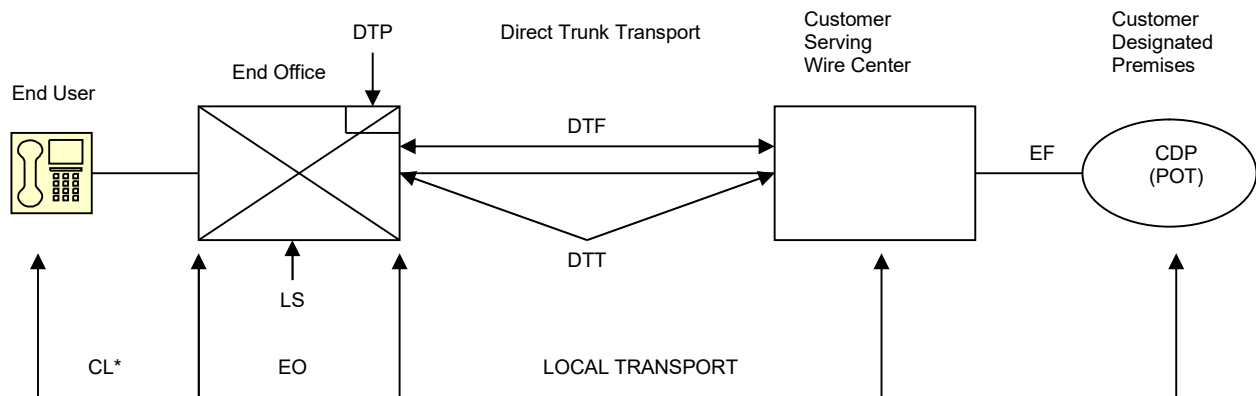 DTP
Direct Trunk Transport
Customer
Serving
Wire Center
Customer
Designated
Premises
End Office
End User
DTF
EF
CDP
(POT)
DTT
LS
CL*
EO
LOCAL TRANSPORT